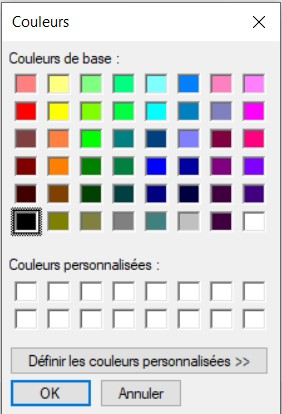 Couleurs
Couleurs de base :
Couleurs personnalisées :
Définir les couleurs personnalisées >>
OK
Annuler